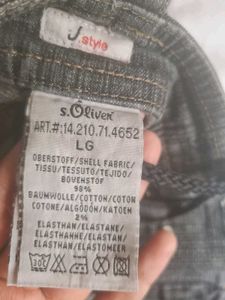 J.style
s.Oliver
ART.#:14.210.71.4652
LG
OBERSTOFF/SHELL FABRIC/
TISSU/TESSUTO/TEJIDO/
BOVENSTOF
98%
BAUMWOLLE/COTTON/COTON
COTONE/ALGODÓN/KATOEN
2%
ELASTHAN/ELASTANE/
ELASTHANNE/ELASTAN/
ELASTHAN/ELASTOMEER